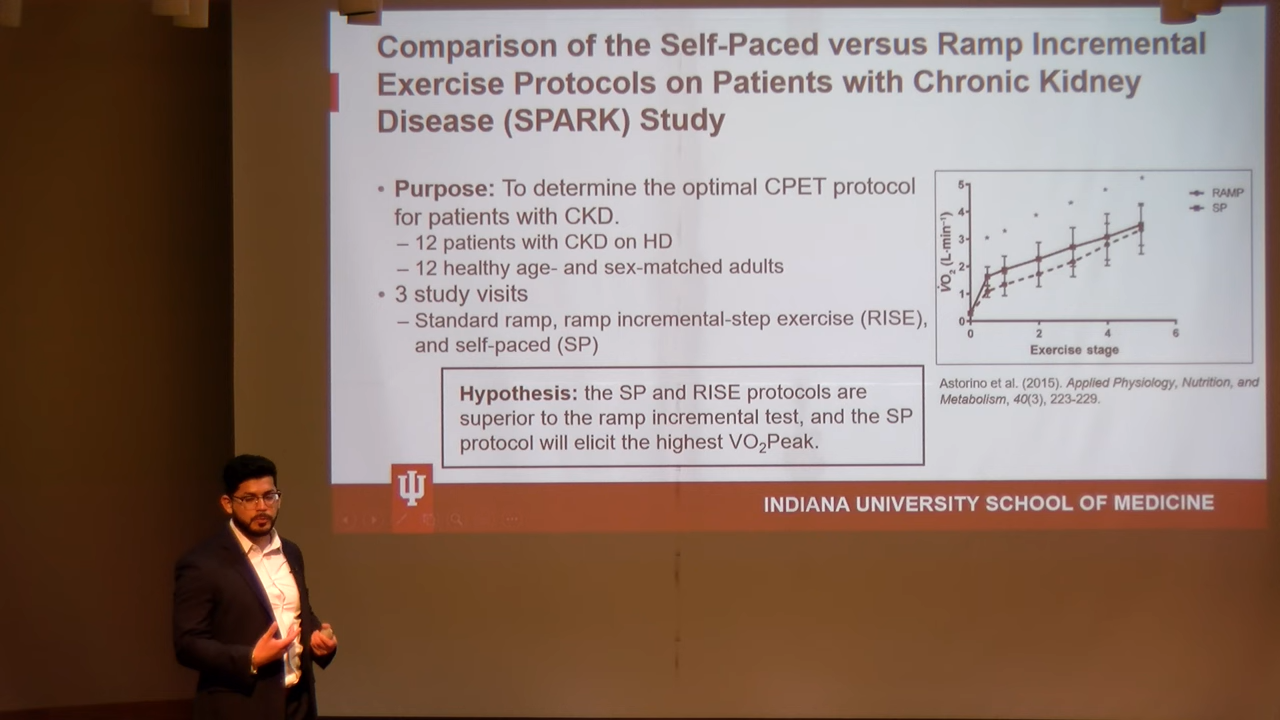 Comparison of the Self-Paced versus Ramp Incremental
Exercise Protocols on Patients with Chronic Kidney
Disease (SPARK) Study
• Purpose: To determine the optimal CPET protocol
for patients with CKD.
– 12 patients with CKD on HD
– 12 healthy age- and sex-matched adults
• 3 study visits
– Standard ramp, ramp incremental-step exercise (RISE),
and self-paced (SP)
Hypothesis: the SP and RISE protocols are
superior to the ramp incremental test, and the SP
protocol will elicit the highest VO₂Peak.
V̇O₂ (L·min⁻¹)
5
4
3
2
1
0
0 2 4 6
Exercise stage
RAMP
SP
Astorino et al. (2015). Applied Physiology, Nutrition, and
Metabolism, 40(3), 223-229.
INDIANA UNIVERSITY SCHOOL OF MEDICINE